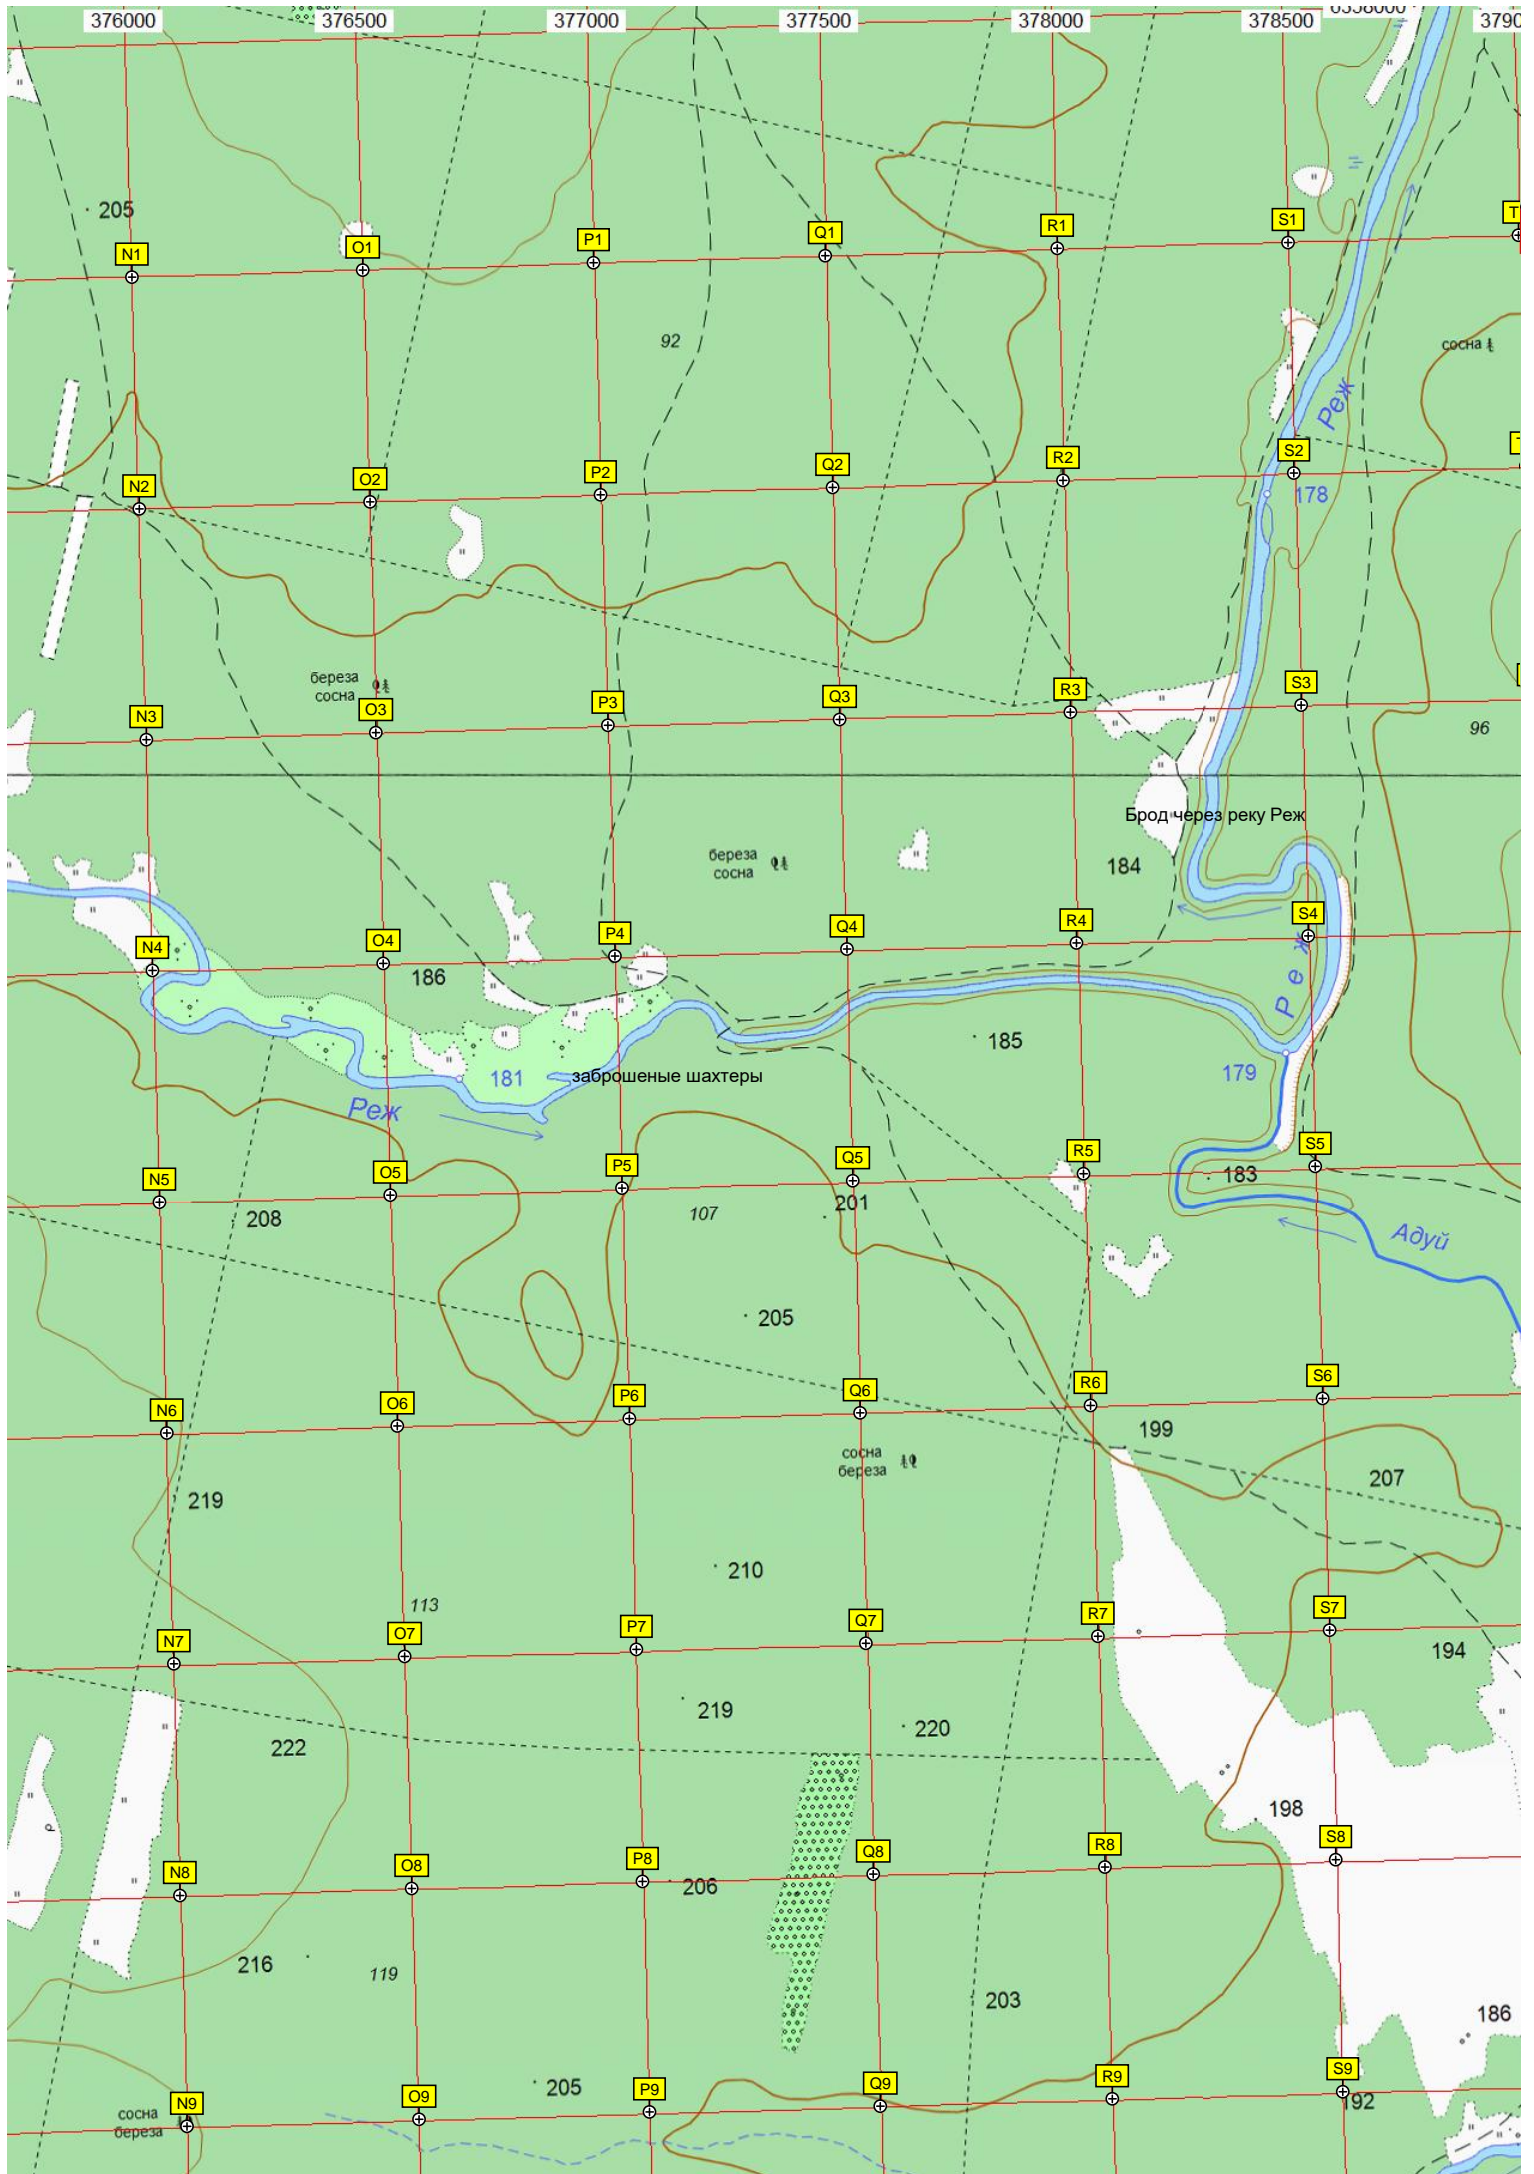 376000 376500 377000 377500 378000 378500 6358000
205
N1 O1 P1 Q1 R1 S1
92
сосна
Реж
N2 O2 P2 Q2 R2 S2
178
береза
сосна
N3 O3 P3 Q3 R3 S3
96
Брод через реку Реж
береза
сосна
184
N4 O4 P4 Q4 R4 S4
186
Реж
185
179
181
заброшеные шахтеры
Реж
N5 O5 P5 Q5 R5 S5
183
201
107
208
Адуй
205
N6 O6 P6 Q6 R6 S6
199
сосна
береза
207
219
210
113
N7 O7 P7 Q7 R7 S7
194
219
220
222
198
N8 O8 P8 Q8 R8 S8
206
216
119
203
186
205
N9 O9 P9 Q9 R9 S9
192
сосна
береза